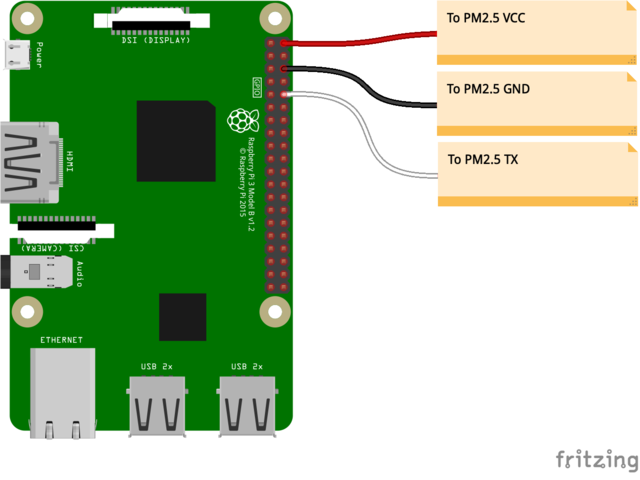 DSI (DISPLAY)
To PM2.5 VCC
Power
To PM2.5 GND
GPIO
Raspberry Pi 3 Model B v1.2
© Raspberry Pi 2015
HDMI
To PM2.5 TX
CSI (CAMERA)
Audio
ETHERNET
USB 2x
USB 2x
fritzing